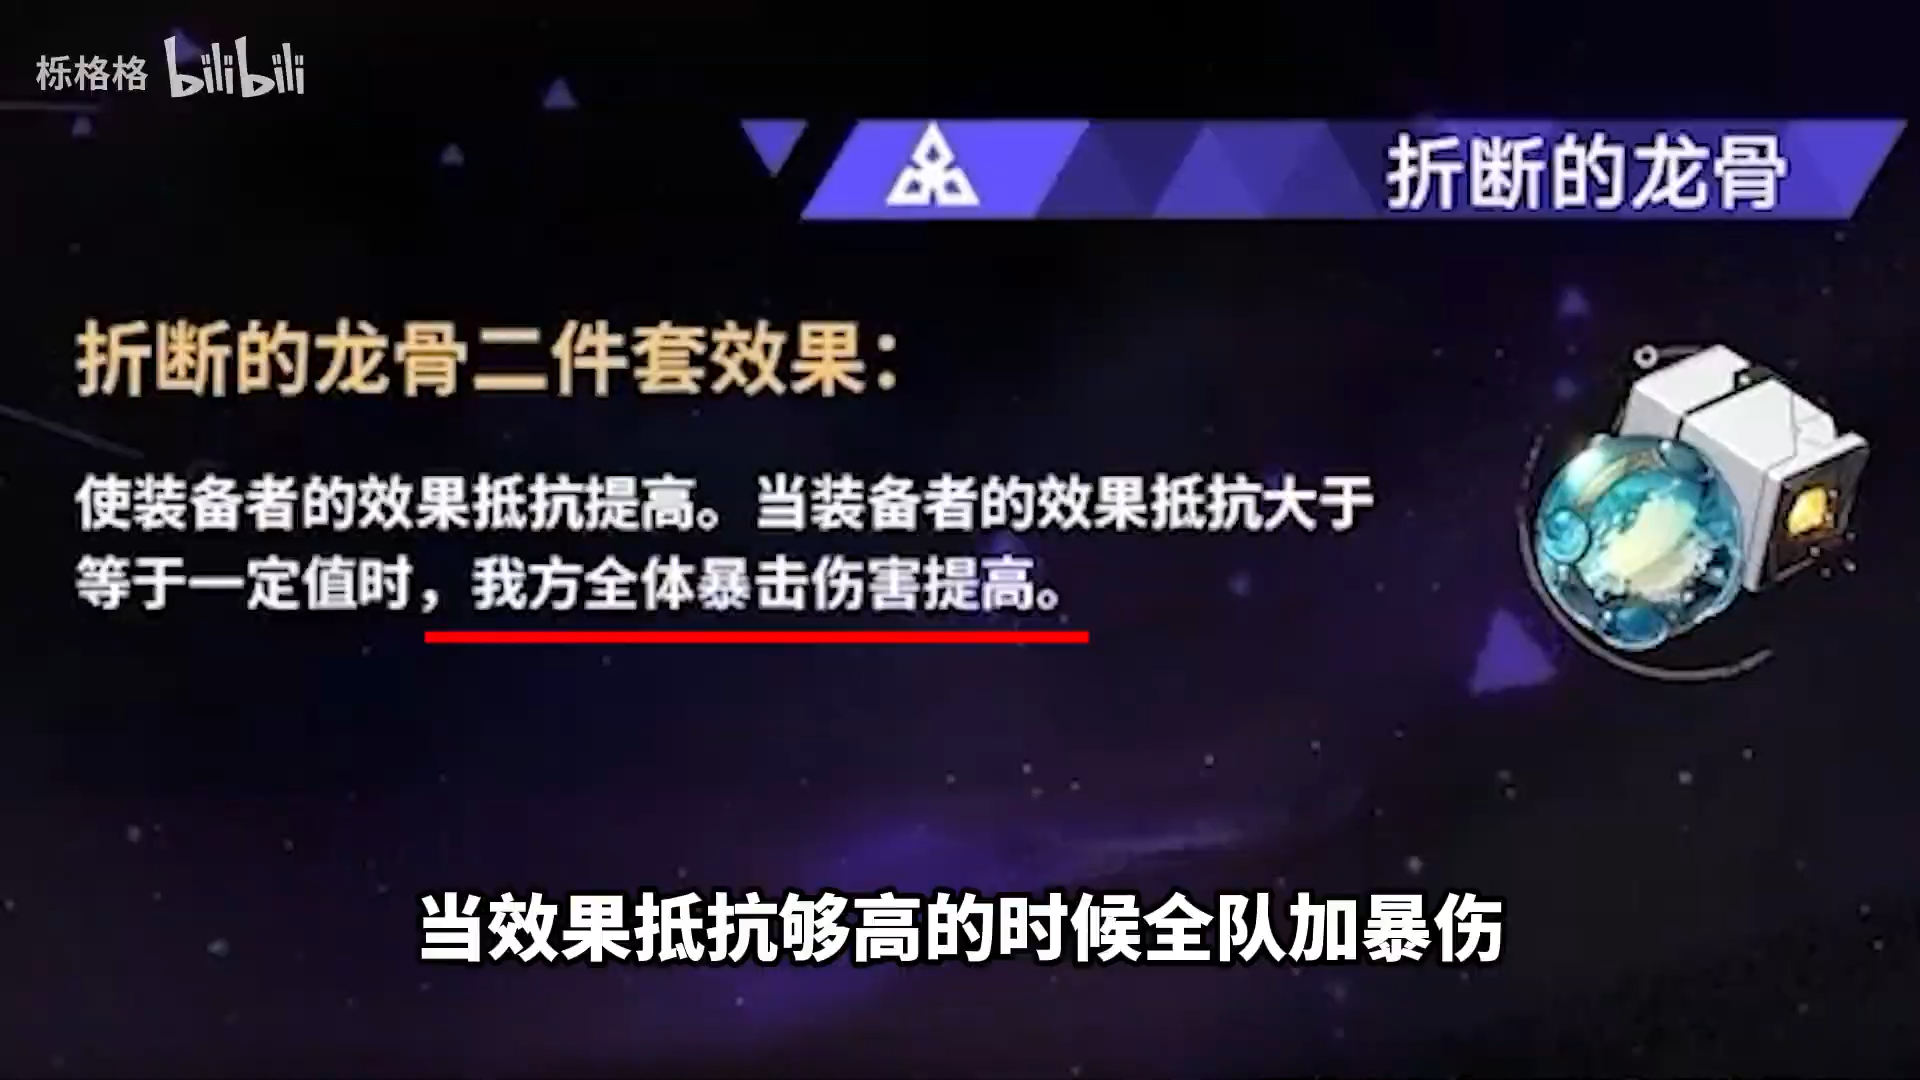 栎格格 bilibili
折断的龙骨
折断的龙骨二件套效果：
使装备者的效果抵抗提高。当装备者的效果抵抗大于
等于一定值时，我方全体暴击伤害提高。
当效果抵抗够高的时候全队加暴伤